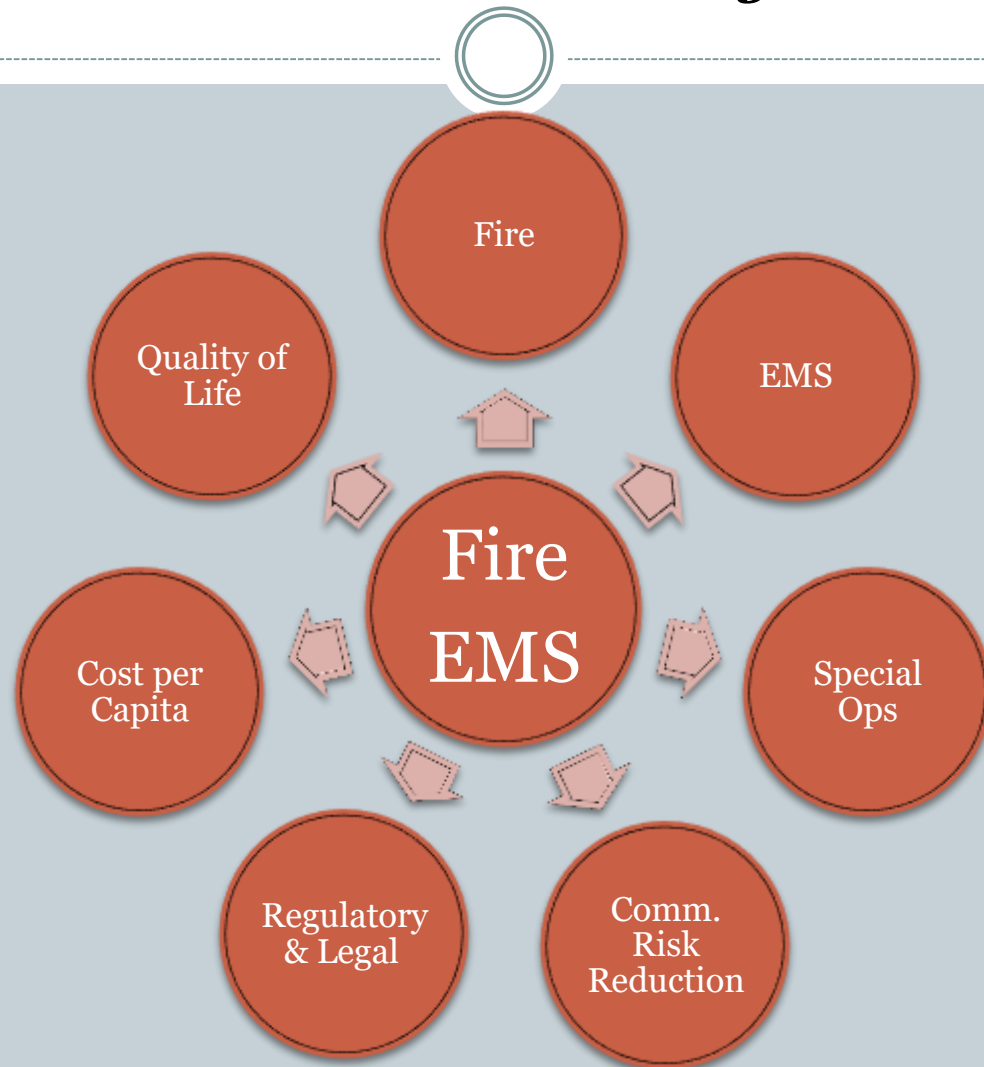 Fire
EMS
Special
Ops
Comm.
Risk
Reduction
Regulatory
& Legal
Cost per
Capita
Quality of
Life
Fire
EMS